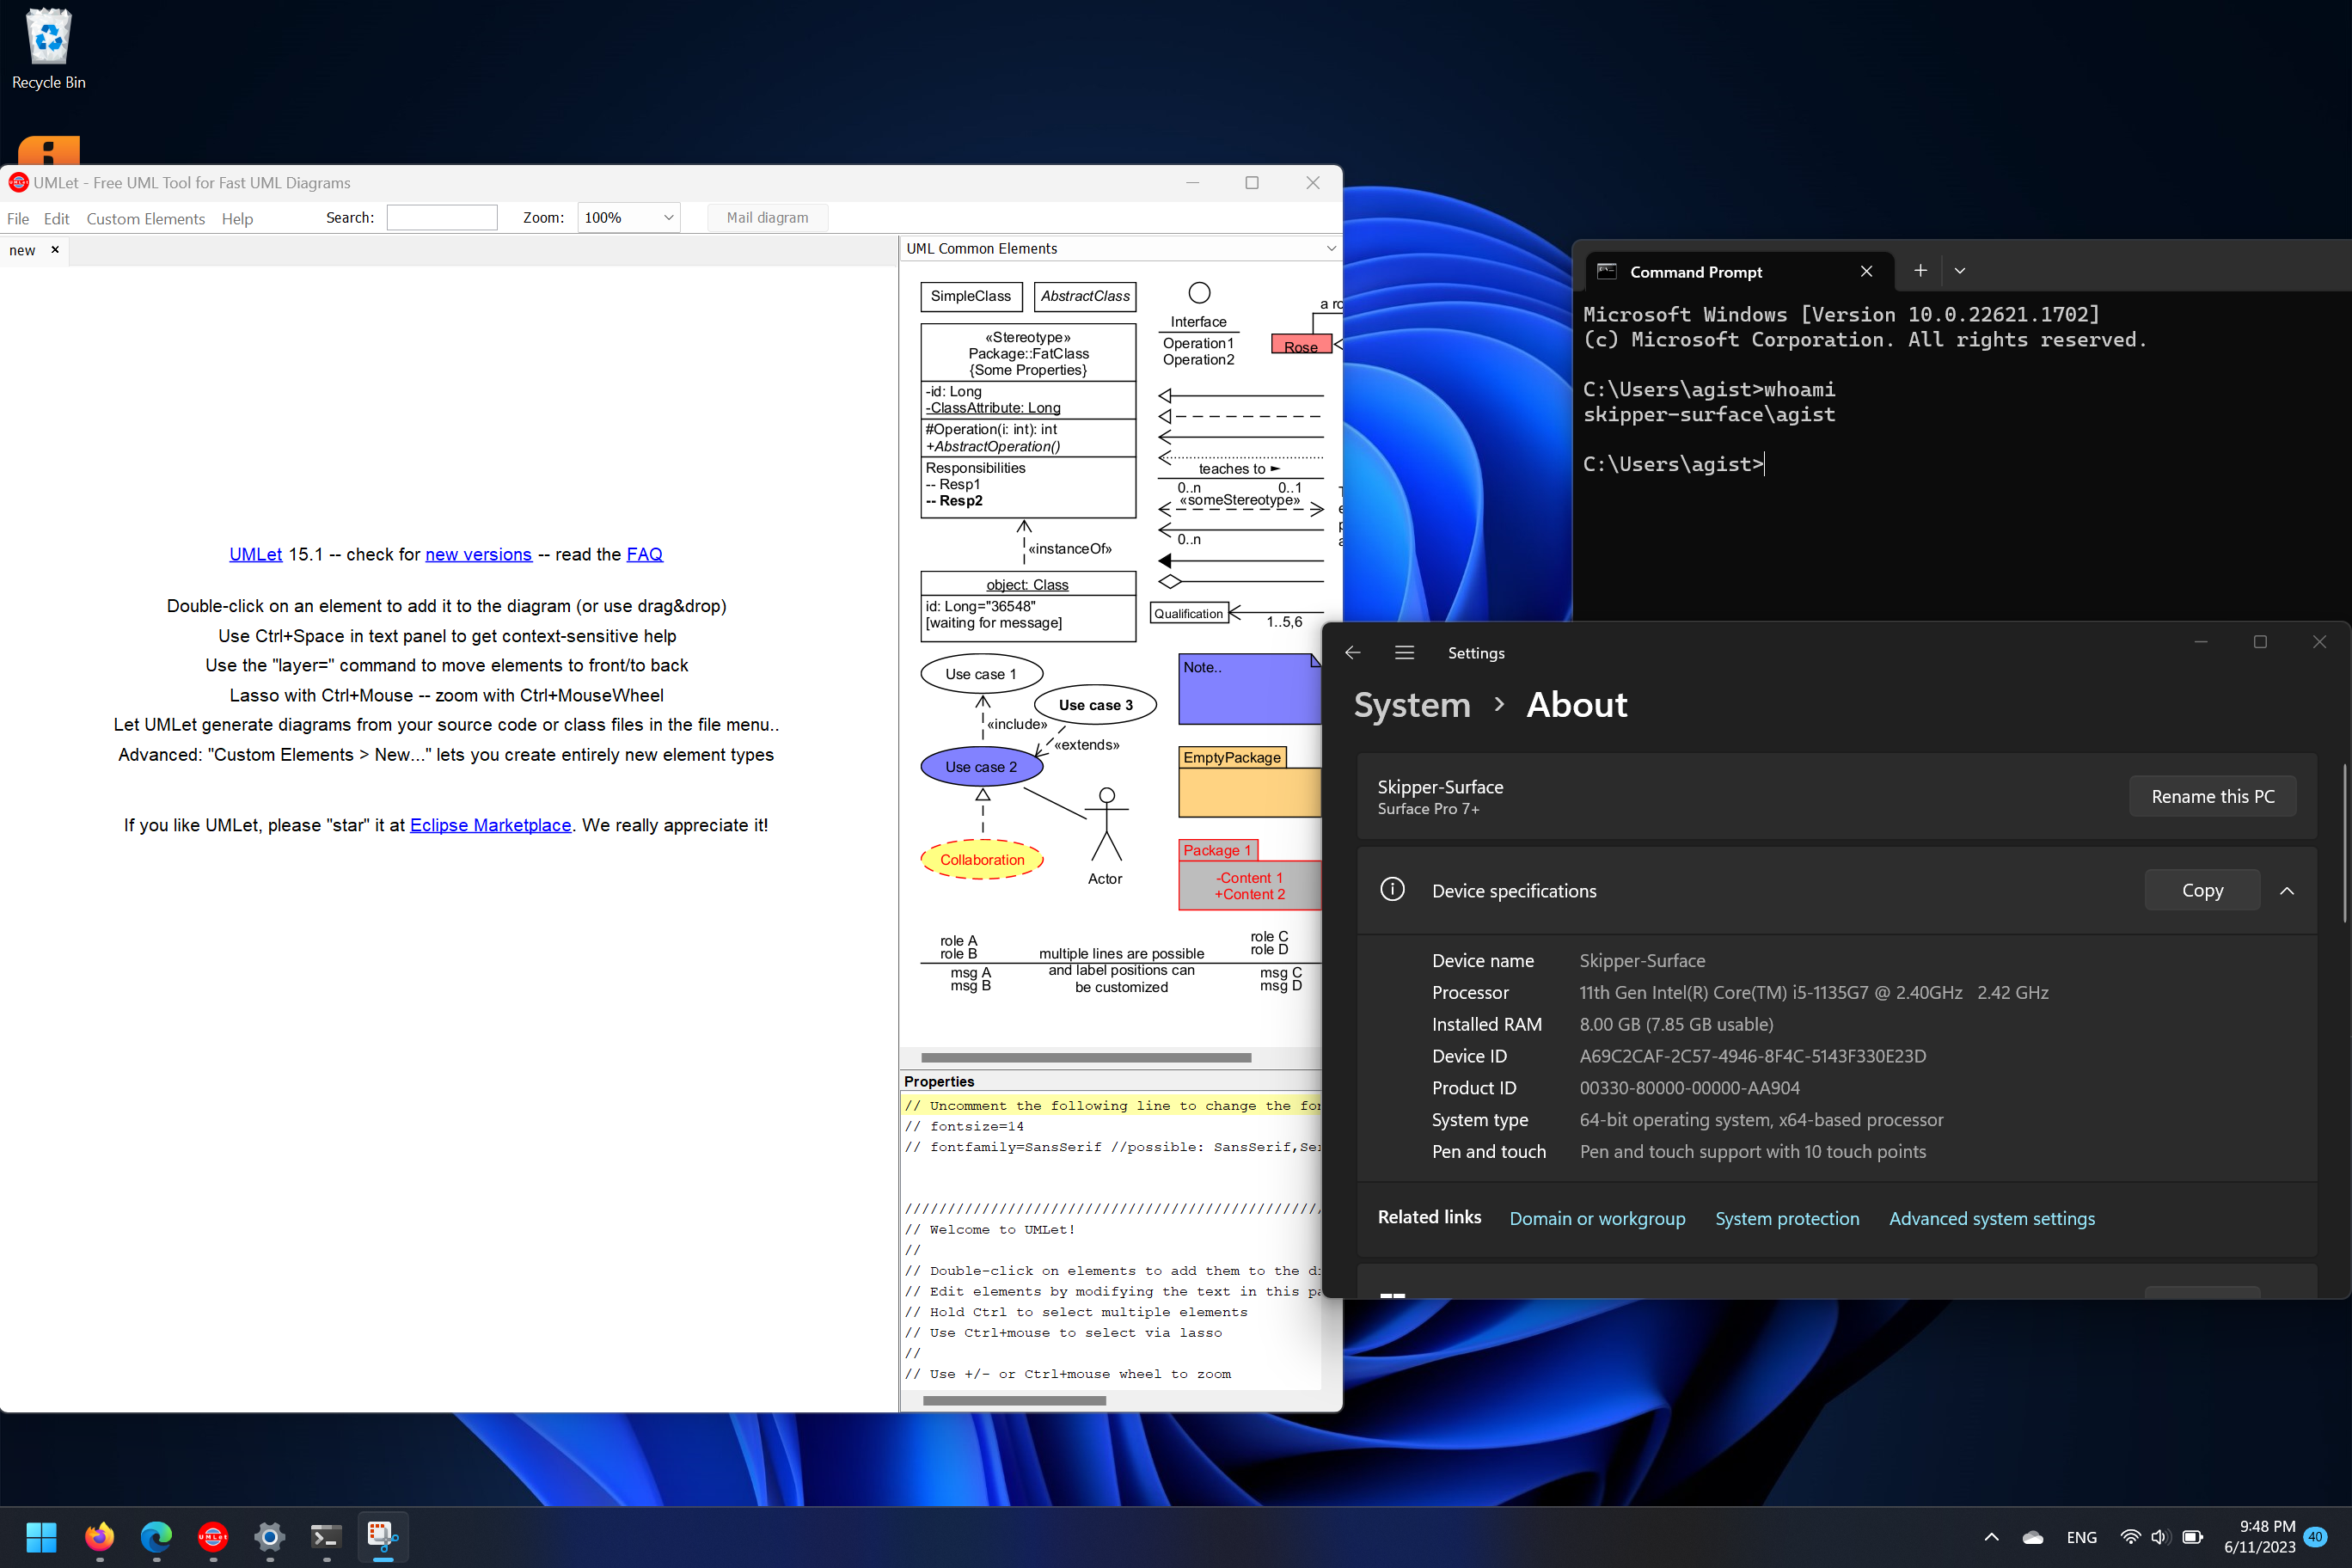 Recycle Bin
UMLet - Free UML Tool for Fast UML Diagrams
File Edit Custom Elements Help Search: Zoom: 100% Mail diagram
new
UMLet 15.1 -- check for new versions -- read the FAQ
Double-click on an element to add it to the diagram (or use drag&drop)
Use Ctrl+Space in text panel to get context-sensitive help
Use the "layer=" command to move elements to front/to back
Lasso with Ctrl+Mouse -- zoom with Ctrl+MouseWheel
Let UMLet generate diagrams from your source code or class files in the file menu..
Advanced: "Custom Elements > New..." lets you create entirely new element types
If you like UMLet, please "star" it at Eclipse Marketplace. We really appreciate it!
UML Common Elements
SimpleClass
AbstractClass
«Stereotype»
Package::FatClass
{Some Properties}
-id: Long
-ClassAttribute: Long
#Operation(i: int): int
+AbstractOperation()
Responsibilities
-- Resp1
-- Resp2
«instanceOf»
object: Class
id: Long="36548"
[waiting for message]
Interface
Operation1
Operation2
a ro
Rose
teaches to ►
0..n 0..1
«someStereotype»
0..n
Qualification
1..5,6
Use case 1
Use case 3
«include»
«extends»
Use case 2
Collaboration
Actor
Note..
EmptyPackage
Package 1
-Content 1
+Content 2
role A
role B
msg A
msg B
multiple lines are possible
and label positions can
be customized
role C
role D
msg C
msg D
Properties
// Uncomment the following line to change the fo
// fontsize=14
// fontfamily=SansSerif //possible: SansSerif,Se
/////////////////////////////////////////////////
// Welcome to UMLet!
//
// Double-click on elements to add them to the d
// Edit elements by modifying the text in this p
// Hold Ctrl to select multiple elements
// Use Ctrl+mouse to select via lasso
//
// Use +/- or Ctrl+mouse wheel to zoom
Command Prompt
Microsoft Windows [Version 10.0.22621.1702]
(c) Microsoft Corporation. All rights reserved.
C:\Users\agist>whoami
skipper-surface\agist
C:\Users\agist>
Settings
System > About
Skipper-Surface
Surface Pro 7+
Rename this PC
Device specifications
Copy
Device name Skipper-Surface
Processor 11th Gen Intel(R) Core(TM) i5-1135G7 @ 2.40GHz 2.42 GHz
Installed RAM 8.00 GB (7.85 GB usable)
Device ID A69C2CAF-2C57-4946-8F4C-5143F330E23D
Product ID 00330-80000-00000-AA904
System type 64-bit operating system, x64-based processor
Pen and touch Pen and touch support with 10 touch points
Related links Domain or workgroup System protection Advanced system settings
UMLet
ENG
9:48 PM
6/11/2023
40